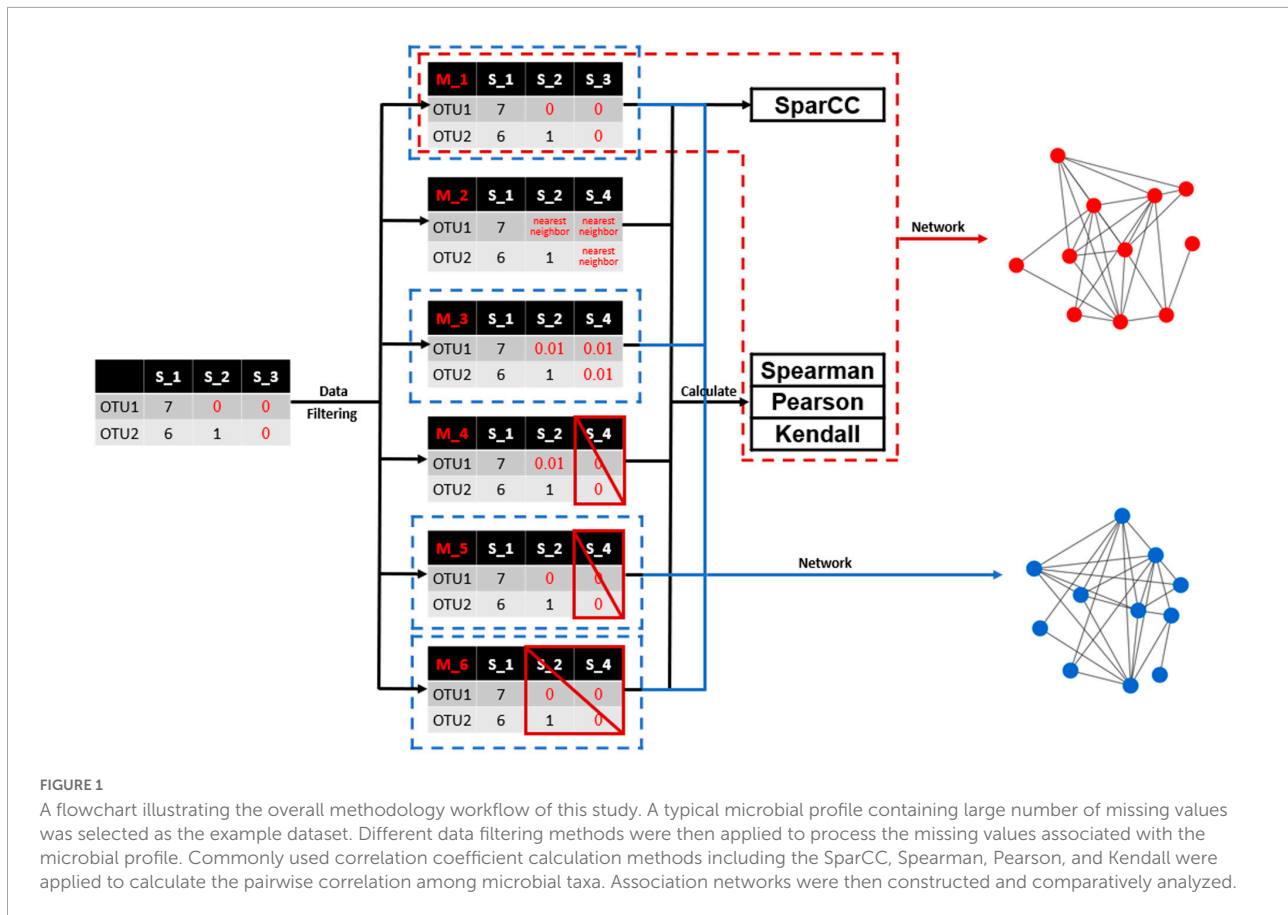 M_1 S_1 S_2 S_3
OTU1 7 0 0
OTU2 6 1 0
SparCC
M_2 S_1 S_2 S_4
OTU1 7 nearest neighbor nearest neighbor
OTU2 6 1 nearest neighbor
Network
M_3 S_1 S_2 S_4
OTU1 7 0.01 0.01
OTU2 6 1 0.01
S_1 S_2 S_3
OTU1 7 0 0
OTU2 6 1 0
Data
Filtering
Calculate
Spearman
Pearson
Kendall
M_4 S_1 S_2 S_4
OTU1 7 0.01 0
OTU2 6 1 0
M_5 S_1 S_2 S_4
OTU1 7 0 0
OTU2 6 1 0
Network
M_6 S_1 S_2 S_4
OTU1 7 0 0
OTU2 6 1 0
FIGURE 1
A flowchart illustrating the overall methodology workflow of this study. A typical microbial profile containing large number of missing values
was selected as the example dataset. Different data filtering methods were then applied to process the missing values associated with the
microbial profile. Commonly used correlation coefficient calculation methods including the SparCC, Spearman, Pearson, and Kendall were
applied to calculate the pairwise correlation among microbial taxa. Association networks were then constructed and comparatively analyzed.